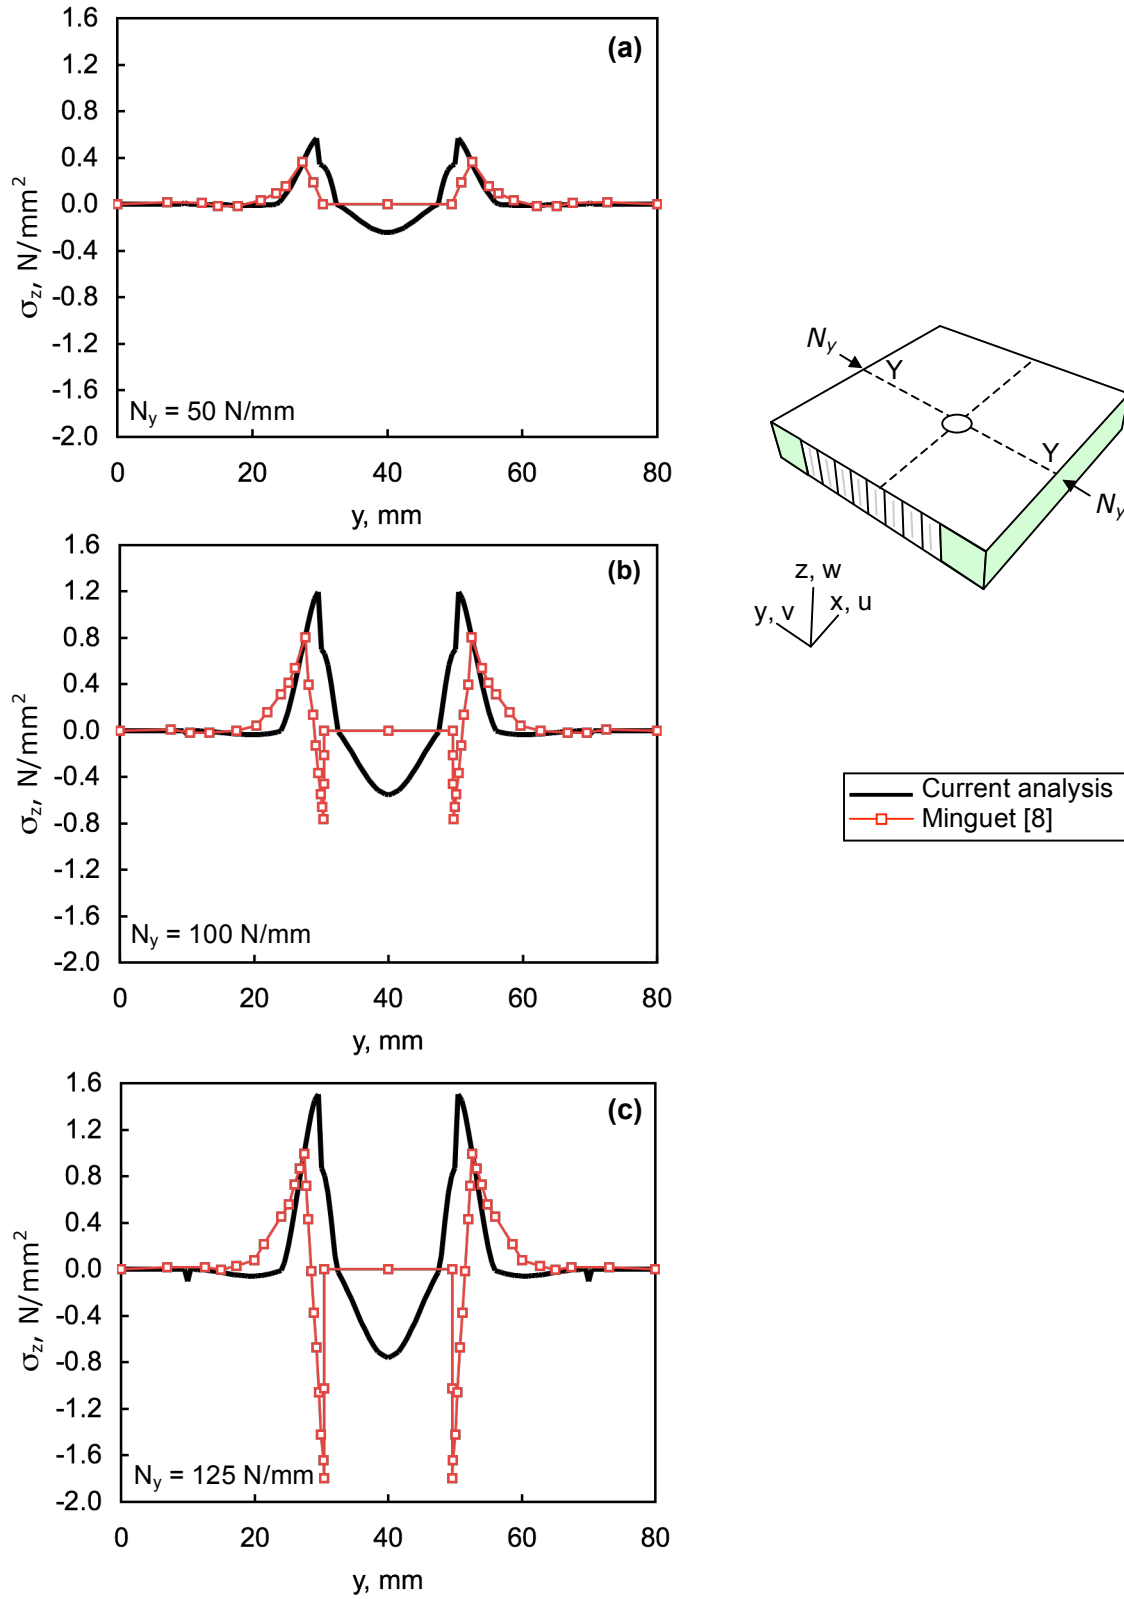 (a)
1.6
1.2
0.8
0.4
0.0
-0.4
-0.8
-1.2
-1.6
-2.0
σz, N/mm²
Ny = 50 N/mm
0 20 40 60 80
y, mm
(b)
1.6
1.2
0.8
0.4
0.0
-0.4
-0.8
-1.2
-1.6
-2.0
σz, N/mm²
Ny = 100 N/mm
0 20 40 60 80
y, mm
(c)
1.6
1.2
0.8
0.4
0.0
-0.4
-0.8
-1.2
-1.6
-2.0
σz, N/mm²
Ny = 125 N/mm
0 20 40 60 80
y, mm
Ny
Y
Y
Ny
z, w
y, v
x, u
Current analysis
Minguet [8]